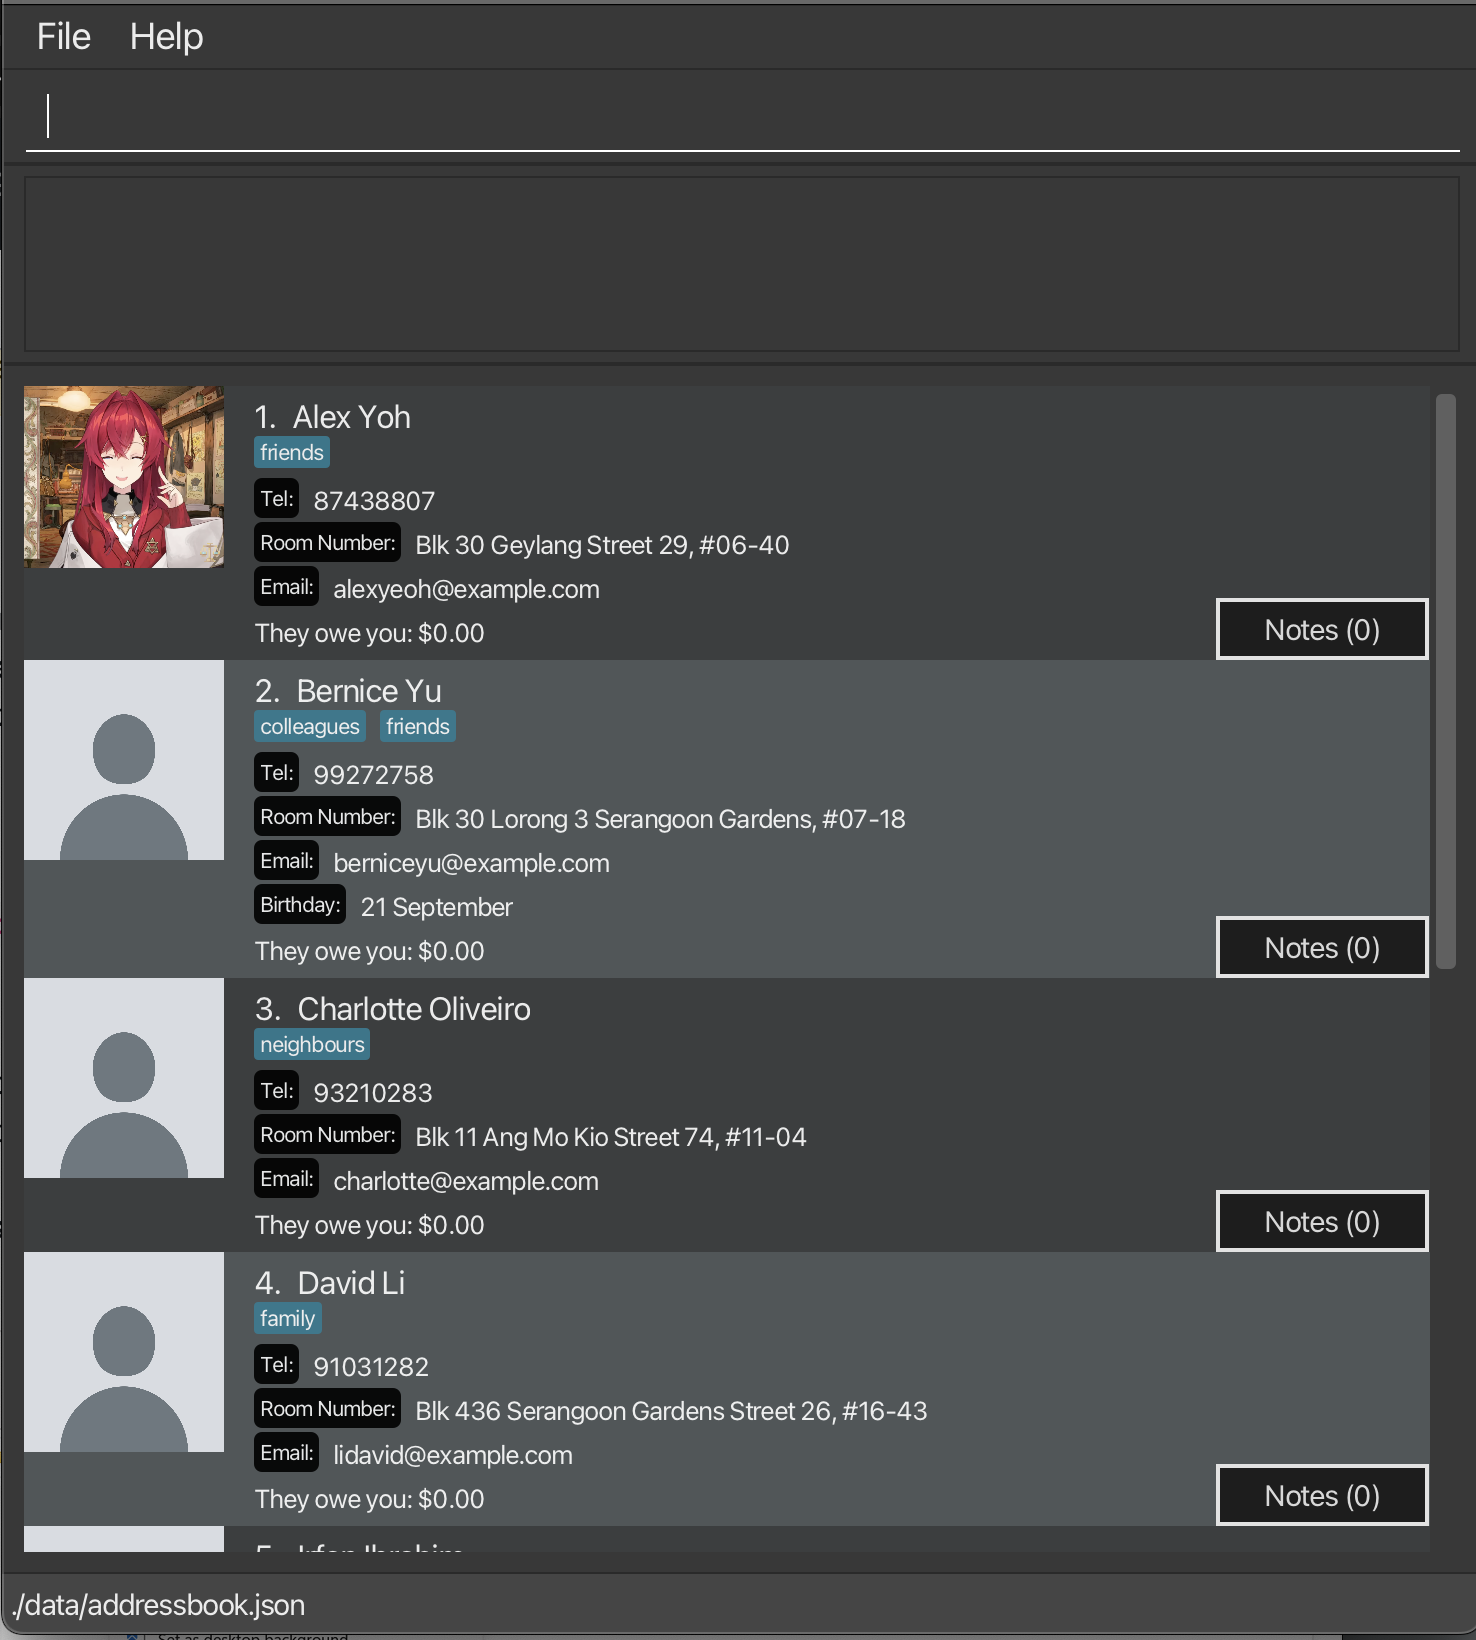 File Help
1. Alex Yoh
friends
Tel: 87438807
Room Number: Blk 30 Geylang Street 29, #06-40
Email: alexyeoh@example.com
They owe you: $0.00
Notes (0)
2. Bernice Yu
colleagues friends
Tel: 99272758
Room Number: Blk 30 Lorong 3 Serangoon Gardens, #07-18
Email: berniceyu@example.com
Birthday: 21 September
They owe you: $0.00
Notes (0)
3. Charlotte Oliveiro
neighbours
Tel: 93210283
Room Number: Blk 11 Ang Mo Kio Street 74, #11-04
Email: charlotte@example.com
They owe you: $0.00
Notes (0)
4. David Li
family
Tel: 91031282
Room Number: Blk 436 Serangoon Gardens Street 26, #16-43
Email: lidavid@example.com
They owe you: $0.00
Notes (0)
./data/addressbook.json